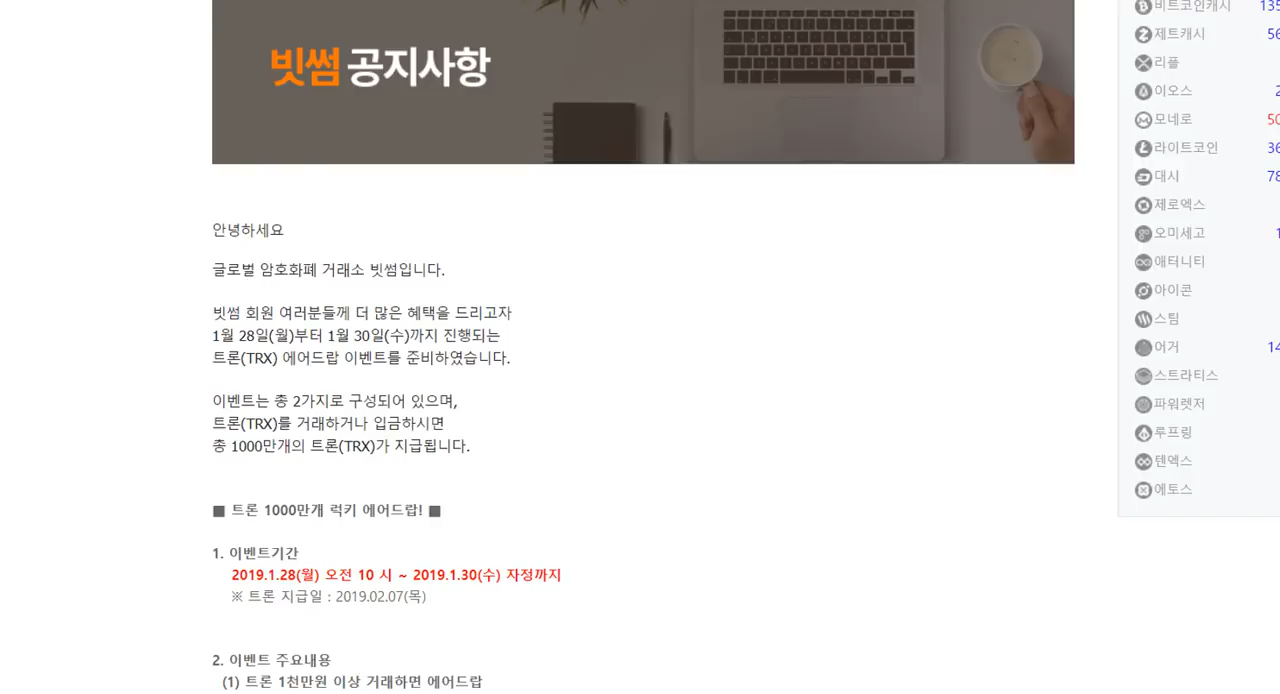 빗썸 공지사항
안녕하세요
글로벌 암호화폐 거래소 빗썸입니다.
빗썸 회원 여러분들께 더 많은 혜택을 드리고자
1월 28일(월)부터 1월 30일(수)까지 진행되는
트론(TRX) 에어드랍 이벤트를 준비하였습니다.
이벤트는 총 2가지로 구성되어 있으며,
트론(TRX)를 거래하거나 입금하시면
총 1000만개의 트론(TRX)가 지급됩니다.
■ 트론 1000만개 럭키 에어드랍! ■
1. 이벤트기간
2019.1.28(월) 오전 10 시 ~ 2019.1.30(수) 자정까지
※ 트론 지급일 : 2019.02.07(목)
2. 이벤트 주요내용
(1) 트론 1천만원 이상 거래하면 에어드랍
비트코인캐시 135
제트캐시 56
리플
이오스 2
모네로 50
라이트코인 36
대시 78
제로엑스
오미세고 1
애터니티
아이콘
스팀
어거 14
스트라티스
파워렛저
루프링
텐엑스
에토스